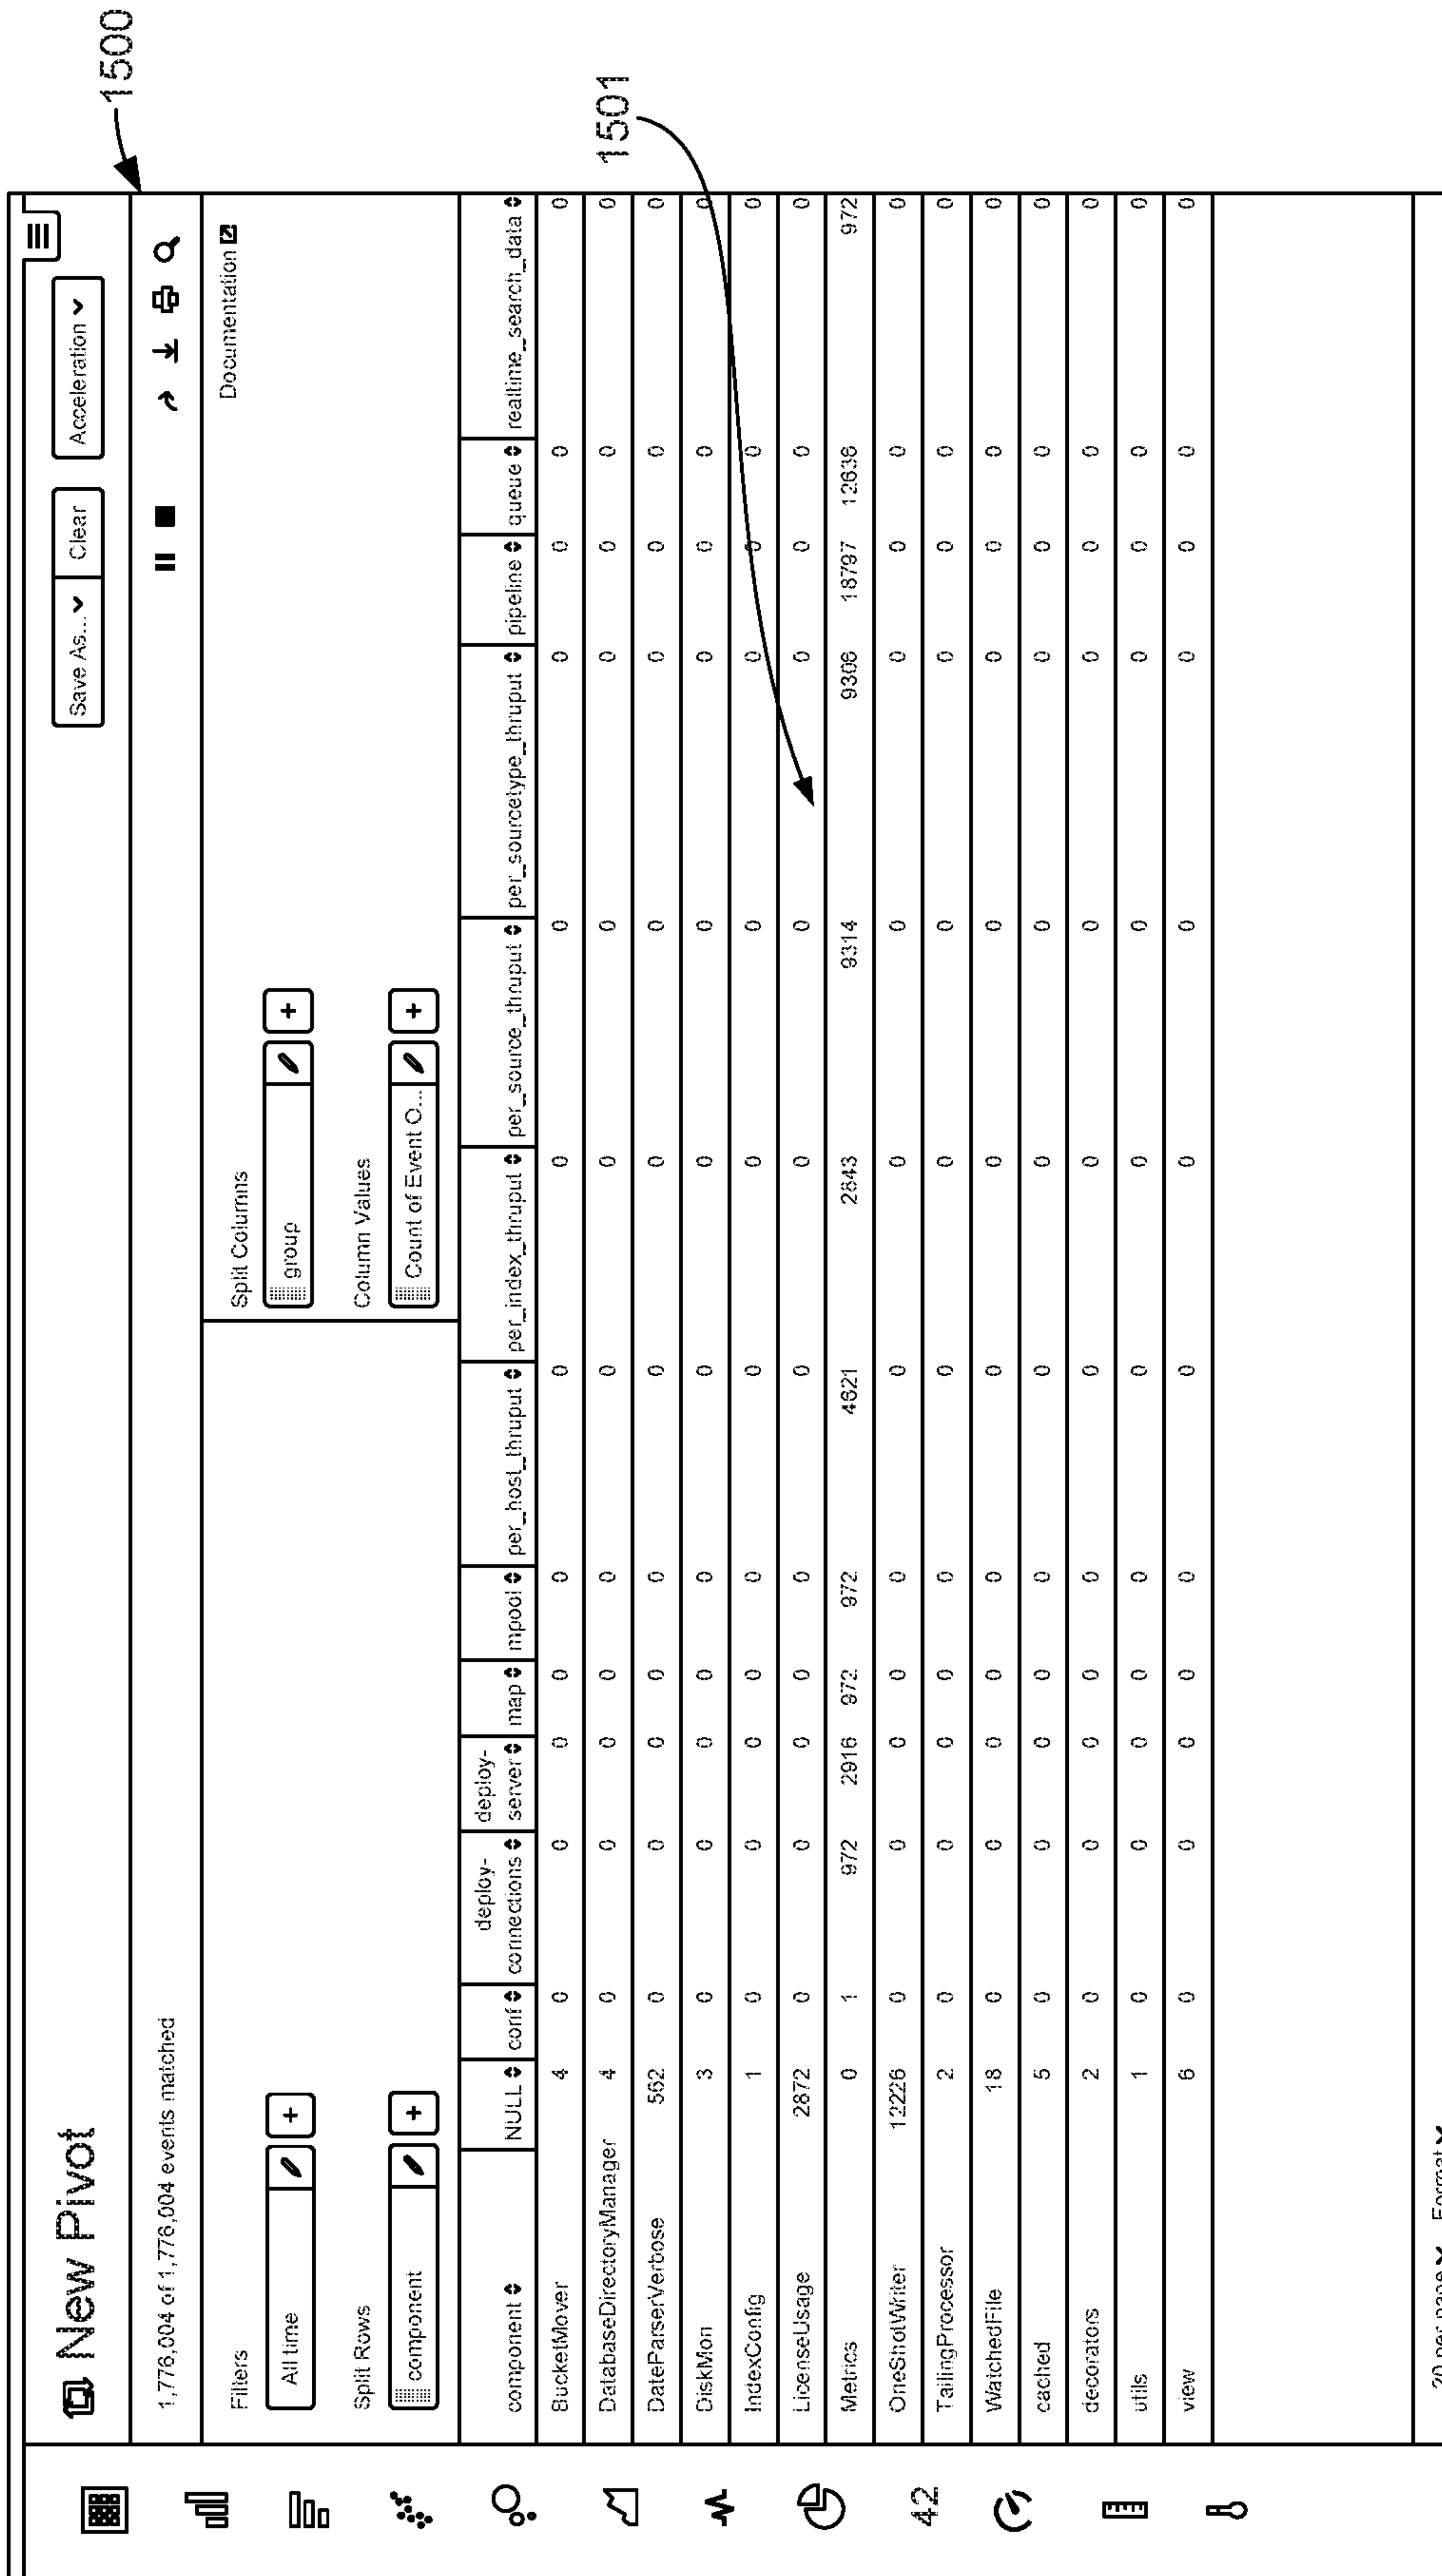 1500
New Pivot
Save As... Clear Acceleration
1,776,004 of 1,776,004 events matched
Filters Split Columns Documentation
All time + group +
Split Rows Column Values
component + Count of Event O... +
1501
component NULL conf deploy-connections deploy-server map mpool per_host_thruput per_index_thruput per_source_thruput per_sourcetype_thruput pipeline queue realtime_search_data
BucketMover 4 0 0 0 0 0 0 0 0 0 0 0 0
DatabaseDirectoryManager 4 0 0 0 0 0 0 0 0 0 0 0 0
DateParserVerbose 562 0 0 0 0 0 0 0 0 0 0 0 0
DiskMon 3 0 0 0 0 0 0 0 0 0 0 0 0
IndexConfig 1 0 0 0 0 0 0 0 0 0 0 0 0
LicenseUsage 2872 0 0 0 0 0 0 0 0 0 0 0 0
Metrics 0 1 972 2916 972 972 4621 2643 9314 9306 18797 12636 972
OneShotWriter 12226 0 0 0 0 0 0 0 0 0 0 0 0
TailingProcessor 2 0 0 0 0 0 0 0 0 0 0 0 0
WatchedFile 18 0 0 0 0 0 0 0 0 0 0 0 0
cached 5 0 0 0 0 0 0 0 0 0 0 0 0
decorators 2 0 0 0 0 0 0 0 0 0 0 0 0
utils 1 0 0 0 0 0 0 0 0 0 0 0 0
view 6 0 0 0 0 0 0 0 0 0 0 0 0
42
20 per page Format